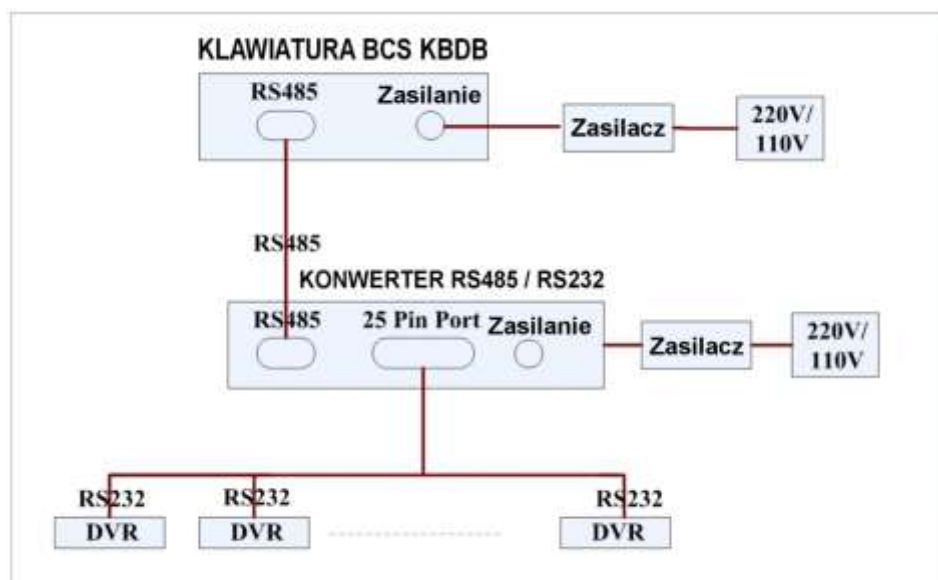 KLAWIATURA BCS KBDB
RS485
Zasilanie
Zasilacz
220V/
110V
RS485
KONWERTER RS485 / RS232
RS485
25 Pin Port
Zasilanie
Zasilacz
220V/
110V
RS232
RS232
RS232
DVR
DVR
DVR